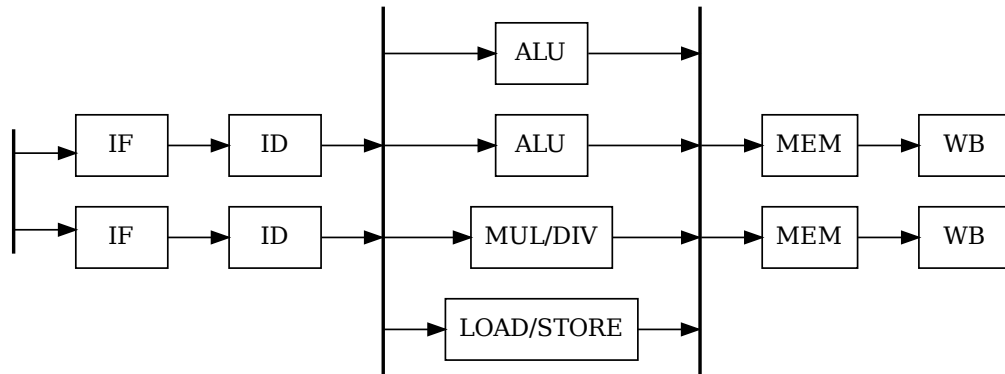 ALU
IF
ID
ALU
MEM
WB
IF
ID
MUL/DIV
MEM
WB
LOAD/STORE